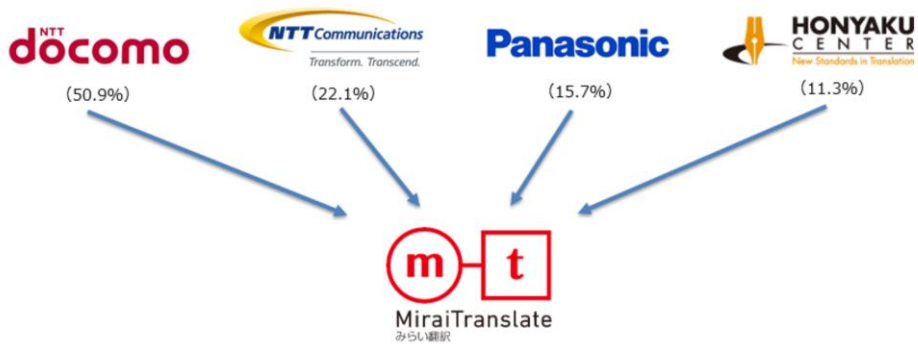 NTT
döcomo
(50.9%)
NTT Communications
Transform. Transcend.
(22.1%)
Panasonic
(15.7%)
HONYAKU
CENTER
New Standards in Translation
(11.3%)
m t
MiraiTranslate
みらい翻訳